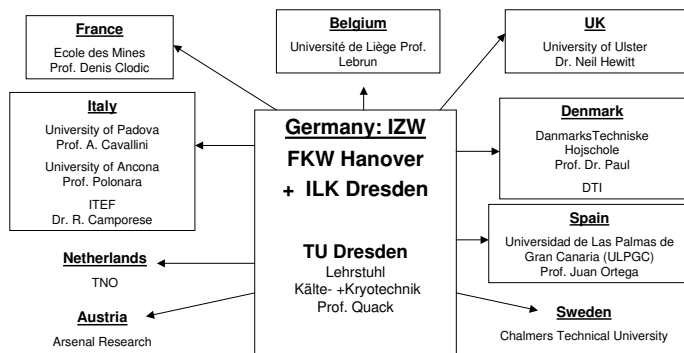 France
Ecole des Mines
Prof. Denis Clodic
Belgium
Université de Liège Prof.
Lebrun
UK
University of Ulster
Dr. Neil Hewitt
Italy
University of Padova
Prof. A. Cavallini
University of Ancona
Prof. Polonara
ITEF
Dr. R. Camporese
Germany: IZW
FKW Hanover
+ ILK Dresden
TU Dresden
Lehrstuhl
Kälte- +Kryotechnik
Prof. Quack
Denmark
DanmarksTechniske
Hojschole
Prof. Dr. Paul
DTI
Spain
Universidad de Las Palmas de
Gran Canaria (ULPGC)
Prof. Juan Ortega
Netherlands
TNO
Austria
Arsenal Research
Sweden
Chalmers Technical University